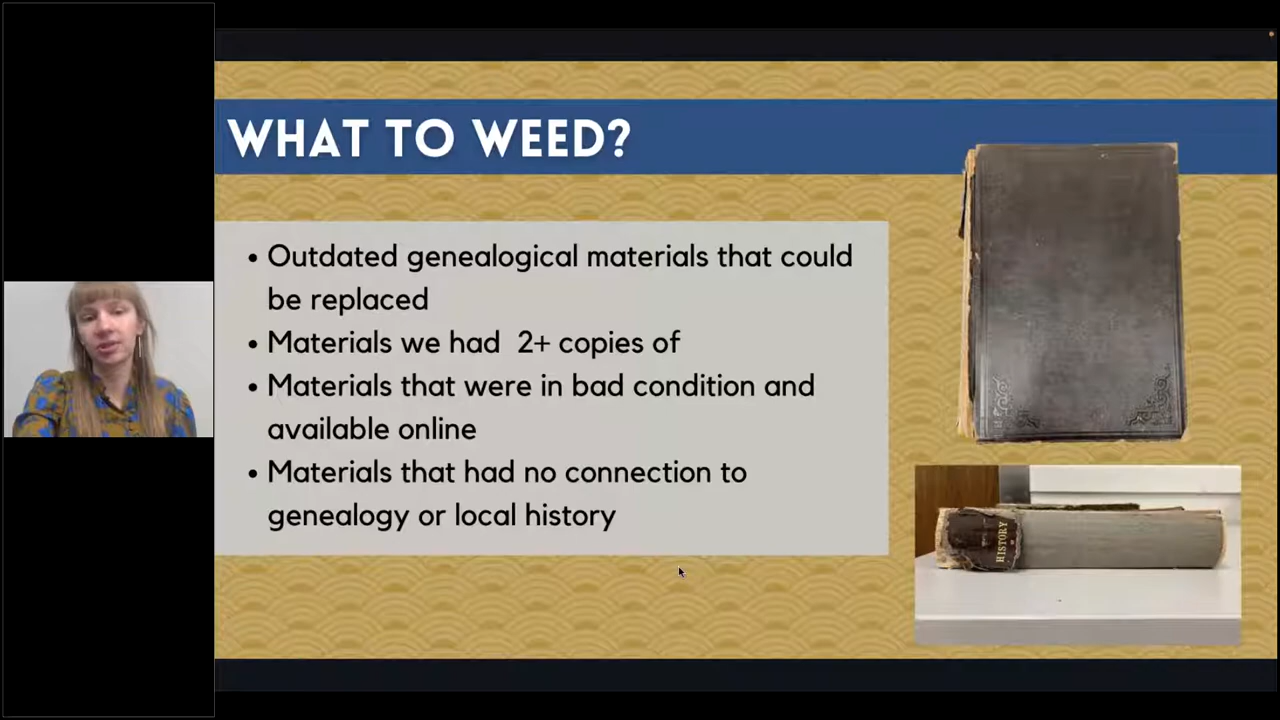 WHAT TO WEED?
• Outdated genealogical materials that could
be replaced
• Materials we had  2+ copies of
• Materials that were in bad condition and
available online
• Materials that had no connection to
genealogy or local history
HISTORY